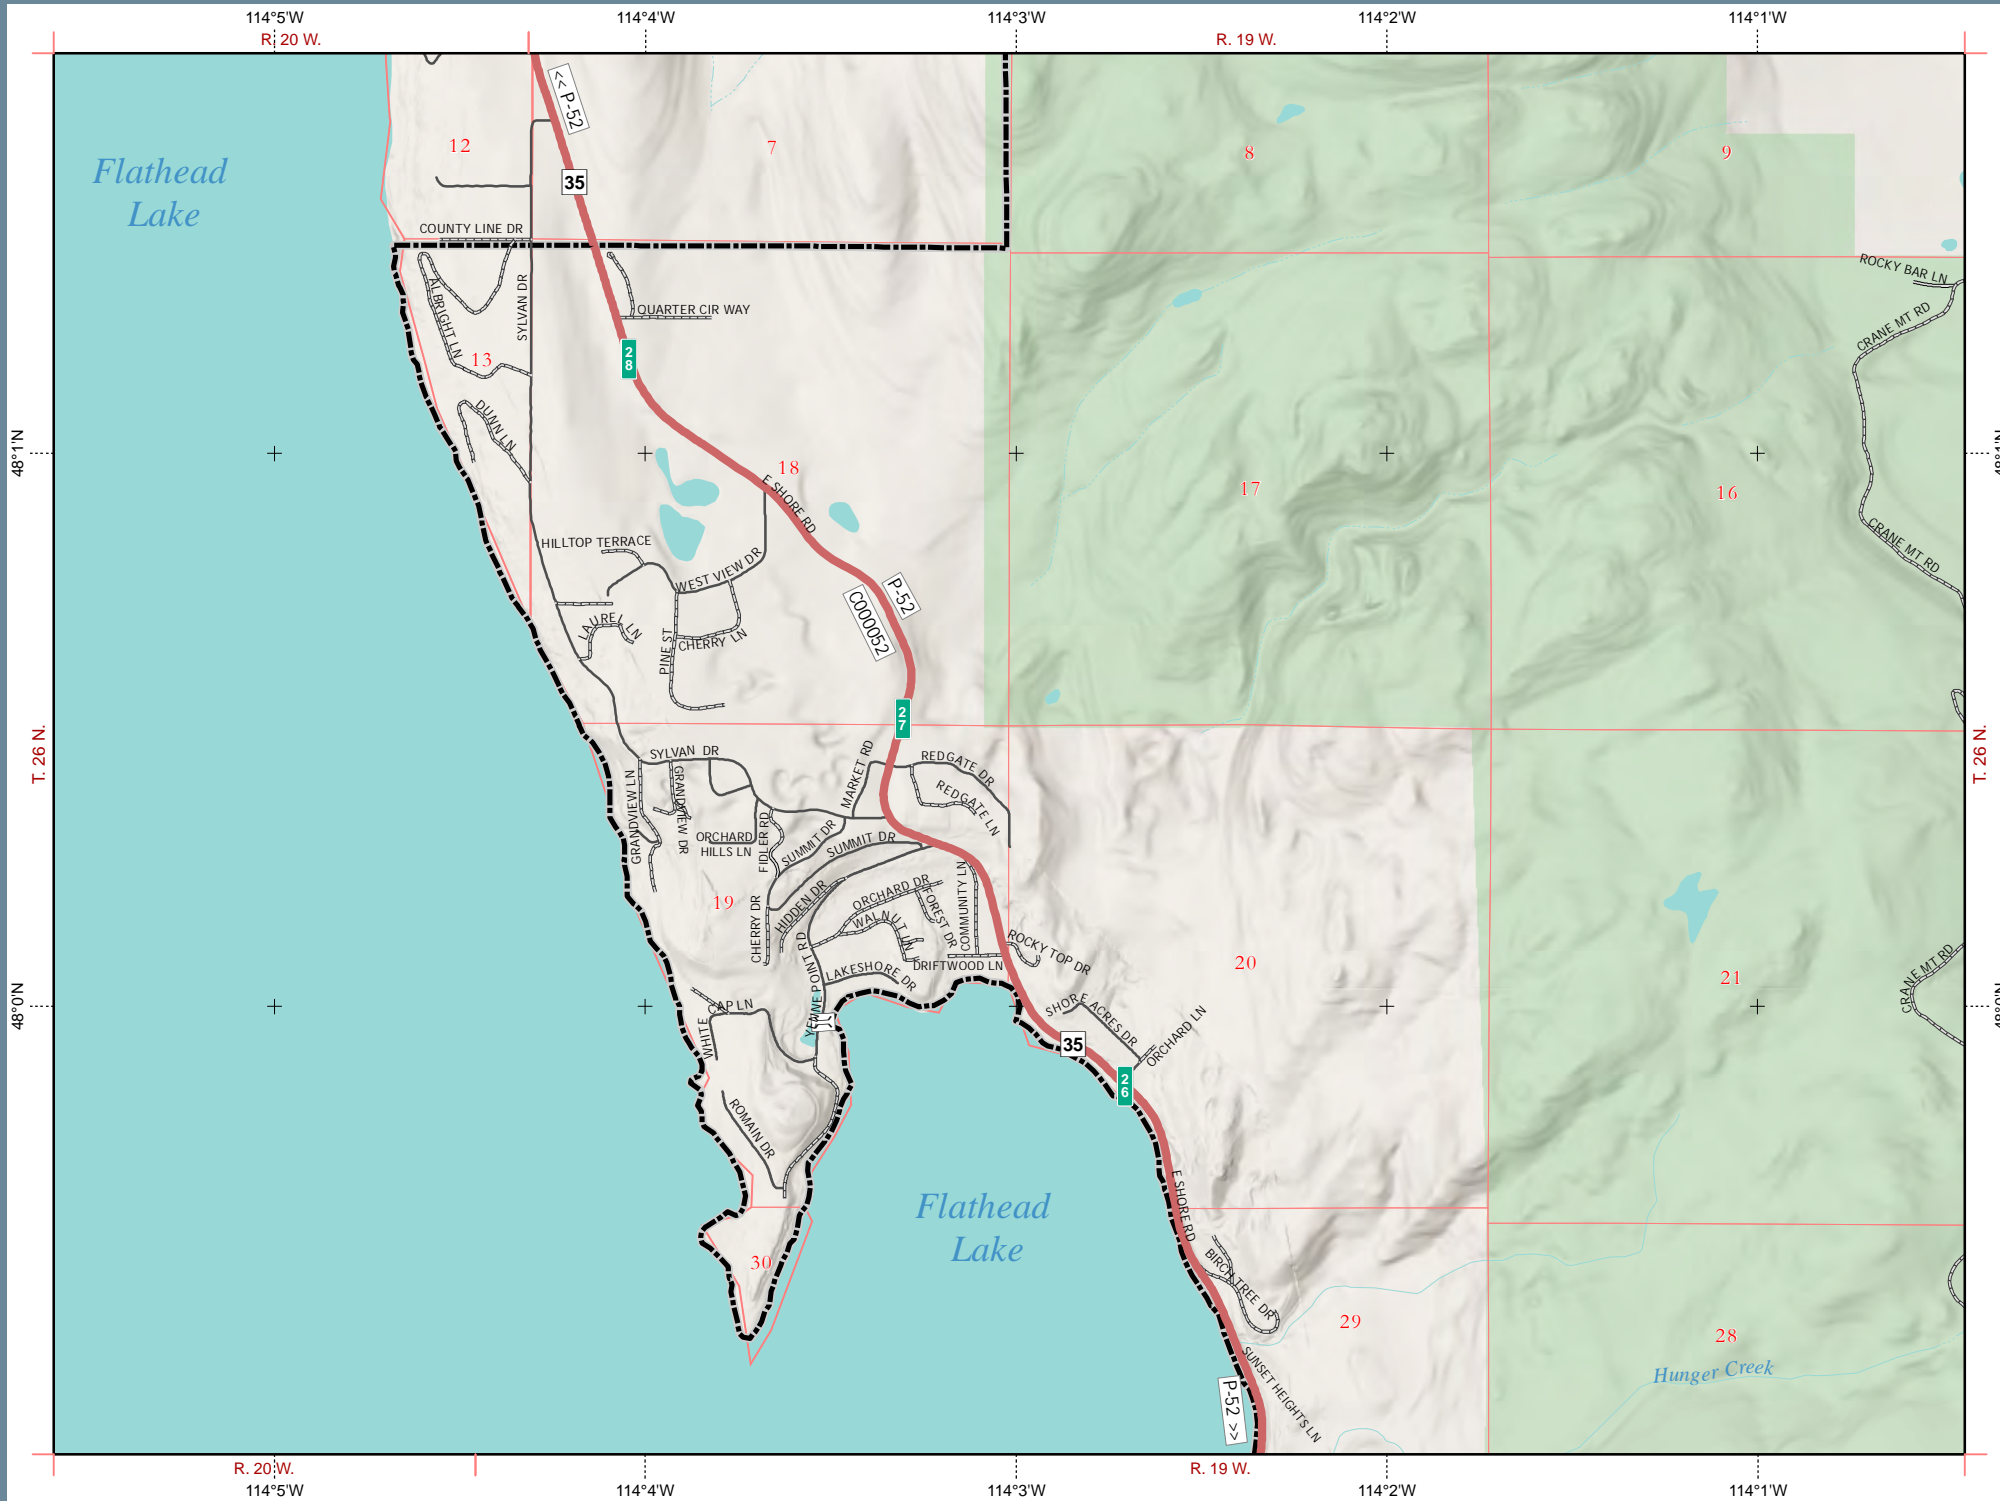 114°5'W
114°4'W
114°3'W
114°2'W
114°1'W
R. 20 W.
R. 19 W.
<< P-52
12
7
8
9
Flathead
Lake
35
COUNTY LINE DR
ROCKY BAR LN
ALBRIGHT LN
SYLVAN DR
QUARTER CIR WAY
CRANE MT RD
13
28
DUNN LN
48°1'N
48°1'N
18
E SHORE RD
17
16
CRANE MT RD
HILLTOP TERRACE
WEST VIEW DR
P-52
C000052
LAUREL LN
PINE ST
CHERRY LN
27
T. 26 N.
T. 26 N.
SYLVAN DR
MARKET RD
REDGATE DR
GRANDVIEW LN
GRANDVIEW DR
REDGATE LN
ORCHARD
HILLS LN
FIDLER RD
SUMMIT DR
SUMMIT DR
19
CHERRY DR
HIDDEN DR
ORCHARD DR
WALNUT LN
FOREST DR
COMMUNITY LN
ROCKY TOP DR
DRIFTWOOD LN
LAKESHORE DR
YENNE POINT RD
20
21
CRANE MT RD
48°0'N
48°0'N
WHITE CAP LN
SHORE ACRES DR
ORCHARD LN
35
26
ROMAIN DR
E SHORE RD
Flathead
Lake
30
BIRCH TREE DR
29
28
SUNSET HEIGHTS LN
Hunger Creek
P-52 >>
R. 20 W.
R. 19 W.
114°5'W
114°4'W
114°3'W
114°2'W
114°1'W